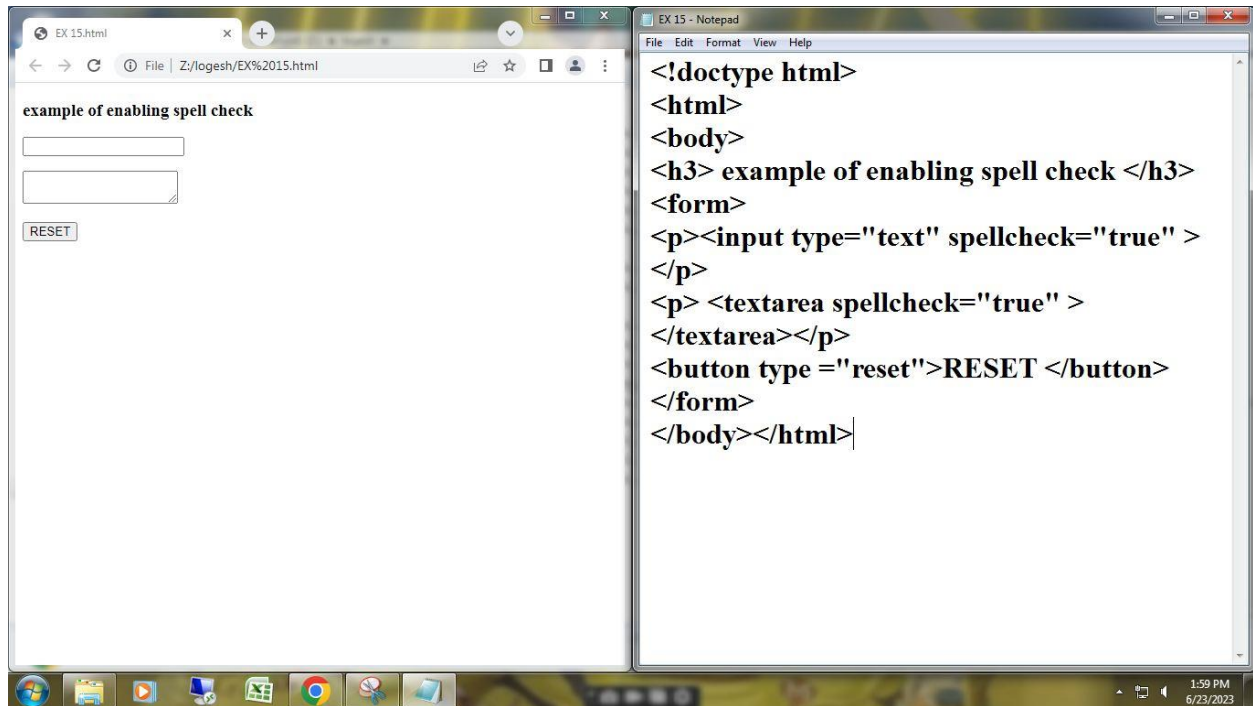 EX 15.html
File | Z:/logesh/EX%2015.html
example of enabling spell check
RESET
EX 15 - Notepad
File Edit Format View Help
<!doctype html>
<html>
<body>
<h3> example of enabling spell check </h3>
<form>
<p><input type="text" spellcheck="true" >
</p>
<p> <textarea spellcheck="true" >
</textarea></p>
<button type ="reset">RESET </button>
</form>
</body></html>
1:59 PM
6/23/2023